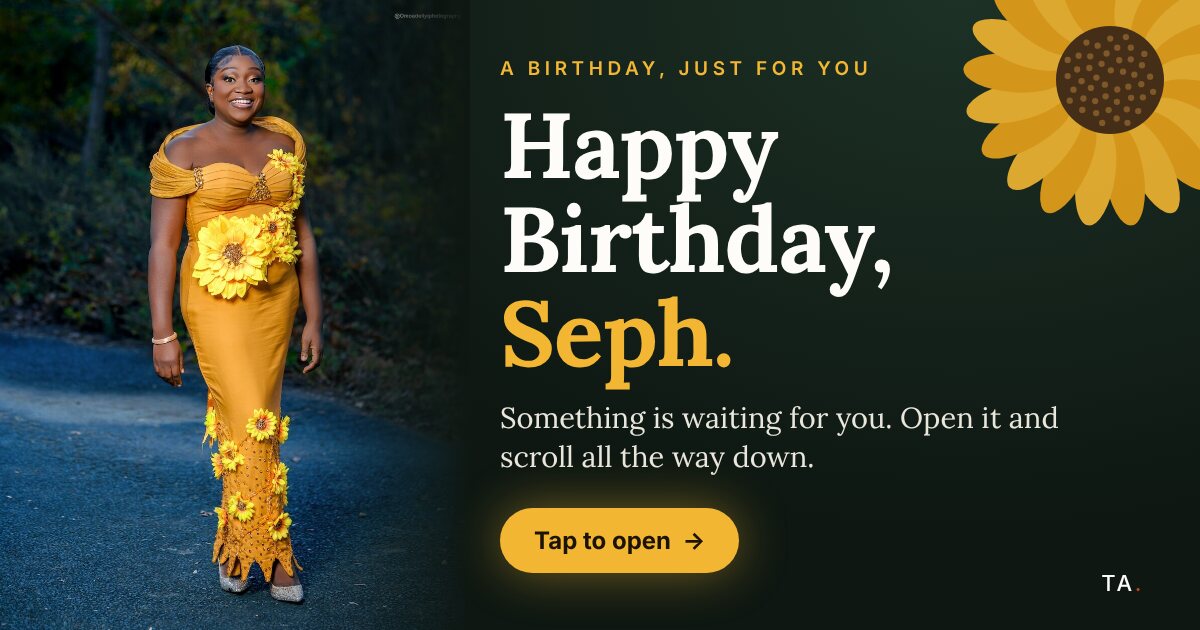 A BIRTHDAY, JUST FOR YOU
Happy
Birthday,
Seph.
Something is waiting for you. Open it and
scroll all the way down.
Tap to open →
TA.